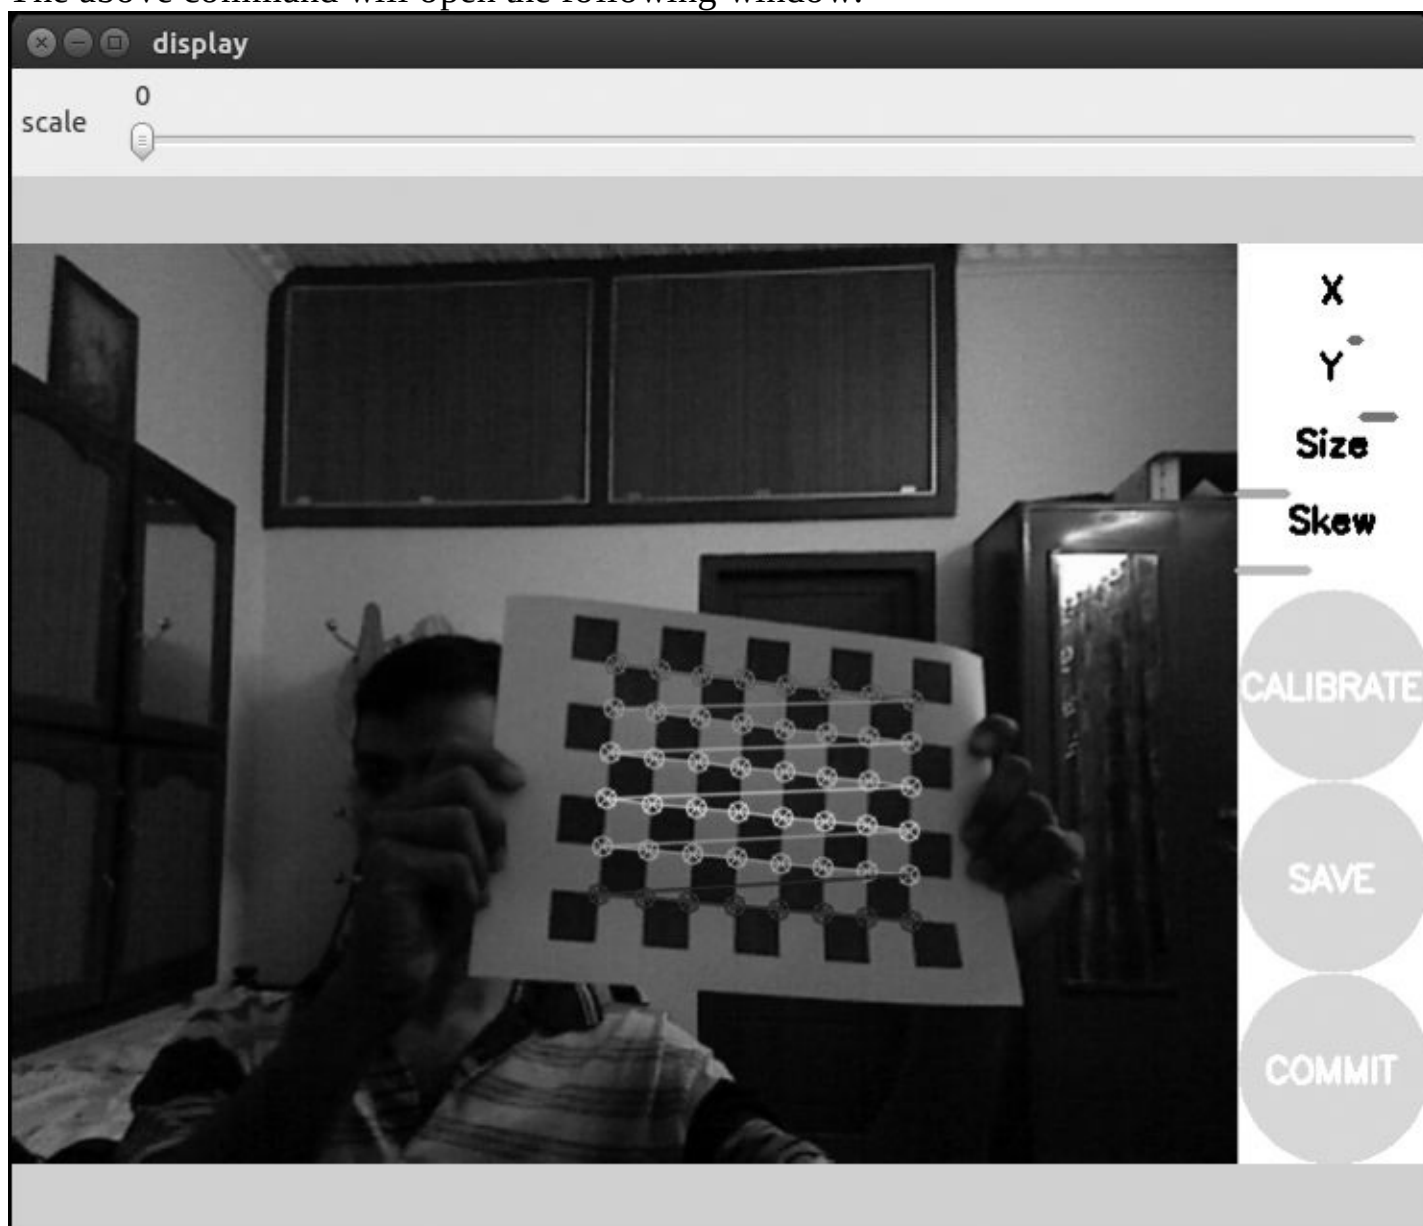 The above command will open the following window:
display
0
scale
X
Y
Size
Skew
CALIBRATE
SAVE
COMMIT